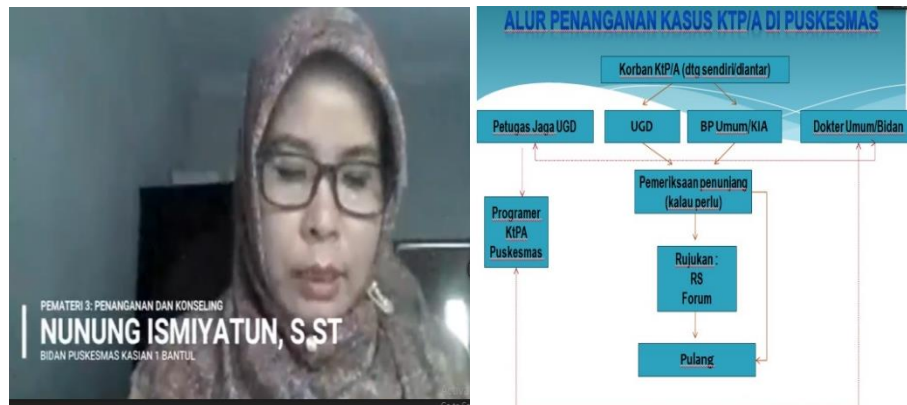 PEMATERI 3: PENANGANAN DAN KONSELING
NUNUNG ISMIYATUN, S.ST
BIDAN PUSKESMAS KASIAN 1 BANTUL
ALUR PENANGANAN KASUS KTP/A DI PUSKESMAS
Korban KtP/A (dtg sendiri/diantar)
Petugas Jaga UGD
UGD
BP Umum/KIA
Dokter Umum/Bidan
Pemeriksaan penunjang
(kalau perlu)
Programer
KtPA
Puskesmas
Rujukan :
RS
Forum
Pulang